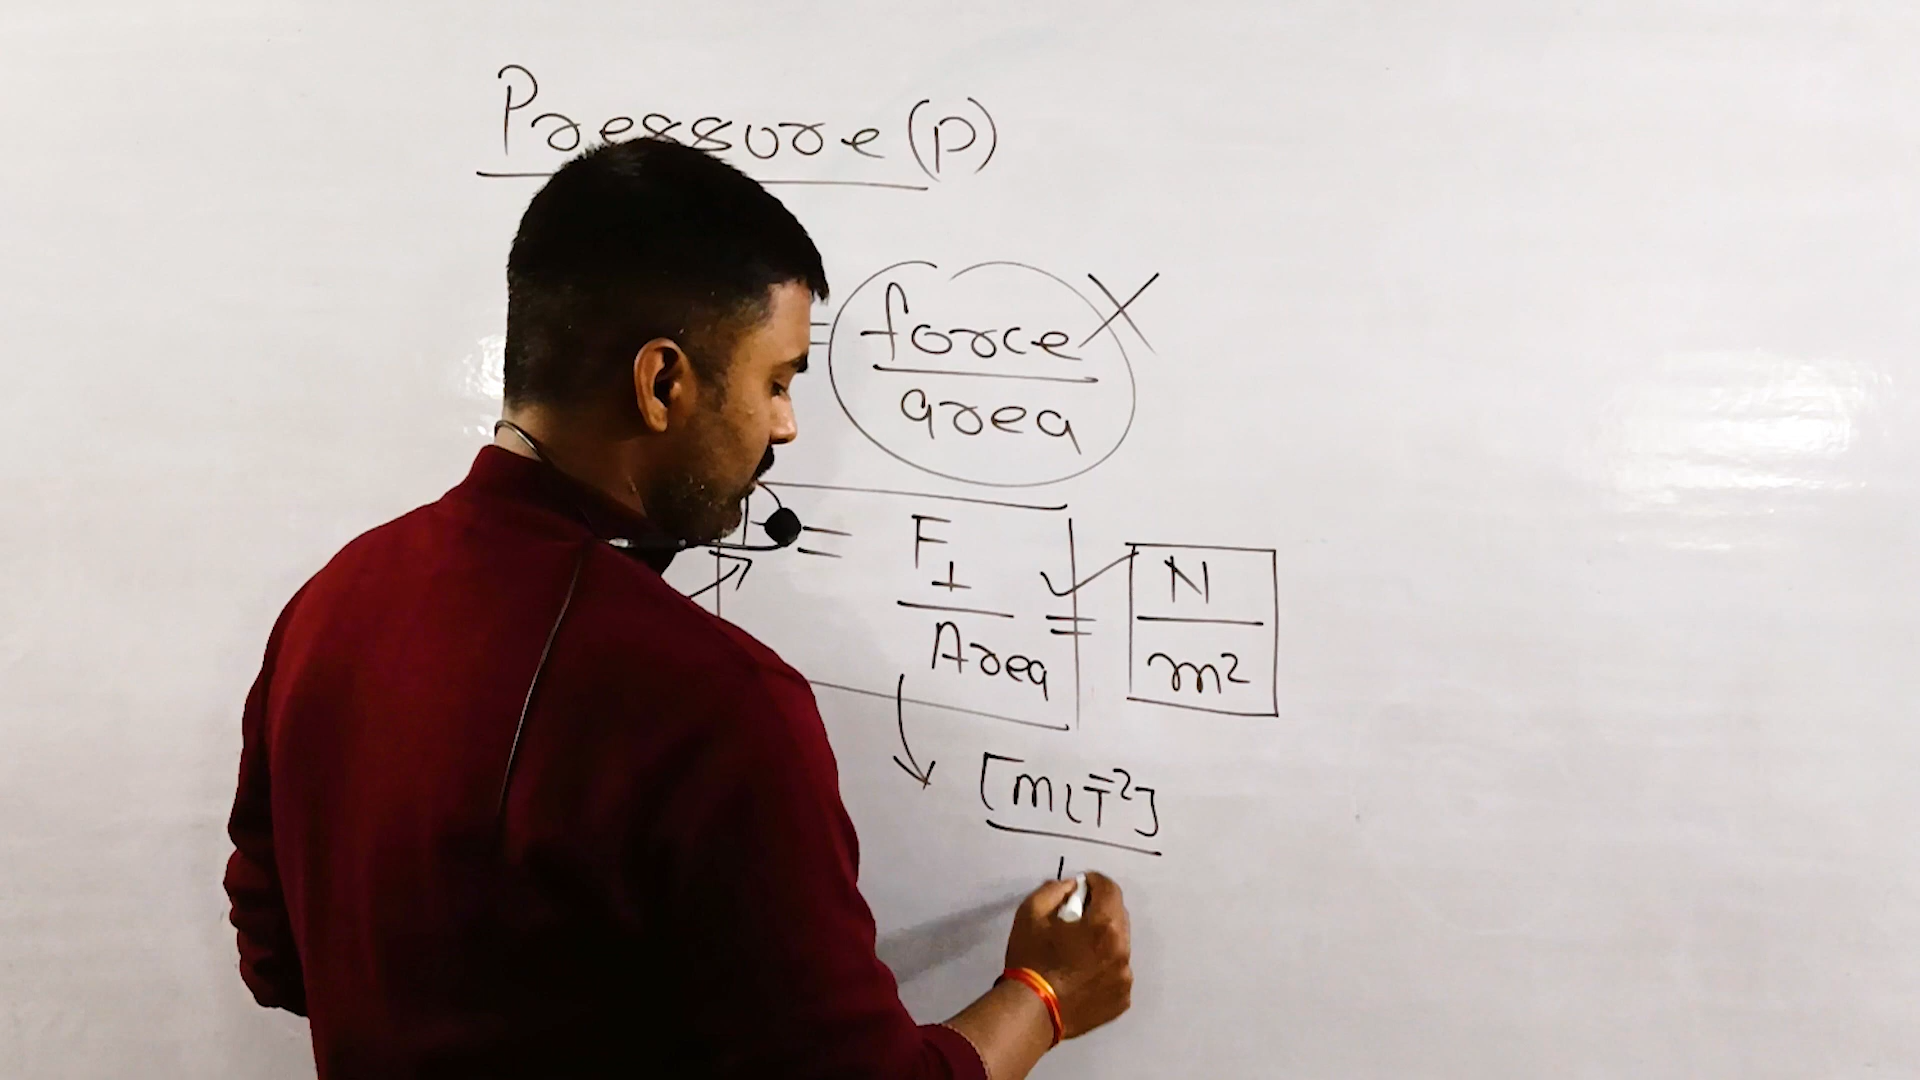 Pressure (P)
= force
area
= F⊥
Area
= N
m²
[MLT⁻²]